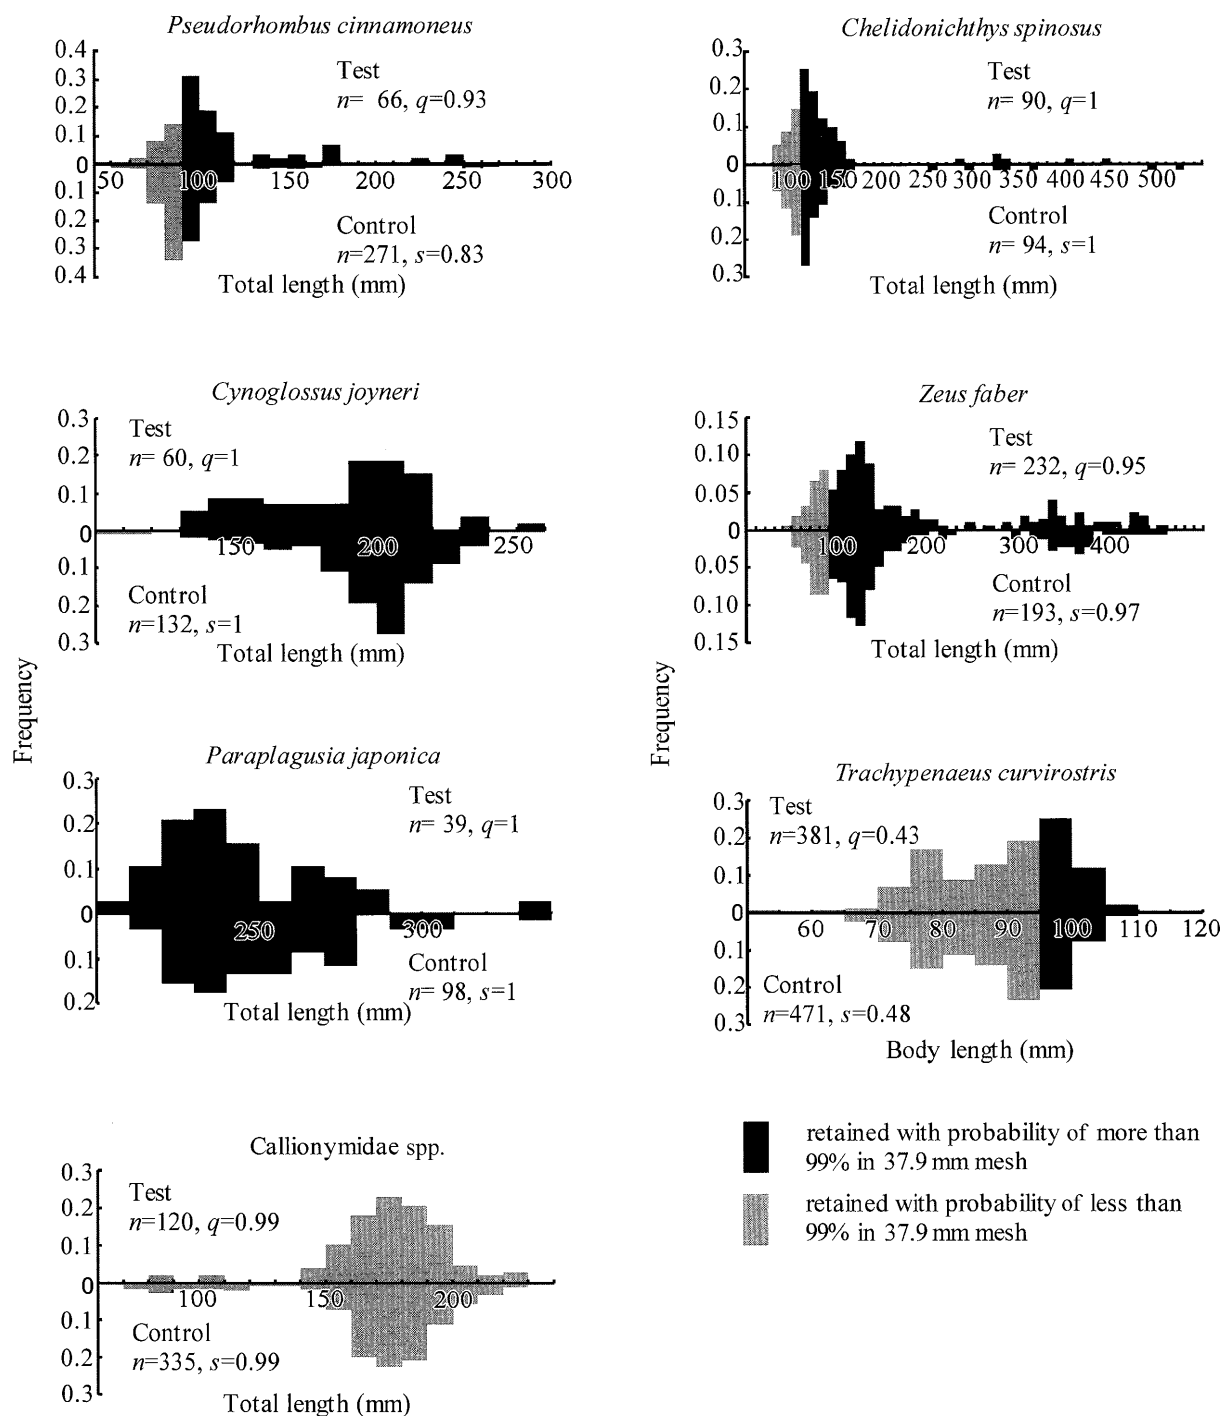 Pseudorhombus cinnamoneus
0.4
0.3
0.2
0.1
0
0.1
0.2
0.3
0.4
Test
n= 66, q=0.93
50 100 150 200 250 300
Control
n=271, s=0.83
Total length (mm)
Chelidonichthys spinosus
0.3
0.2
0.1
0
0.1
0.2
0.3
Test
n= 90, q=1
100 150 200 250 300 350 400 450 500
Control
n= 94, s=1
Total length (mm)
Cynoglossus joyneri
0.3
0.2
0.1
0
0.1
0.2
0.3
Test
n= 60, q=1
150 200 250
Control
n=132, s=1
Total length (mm)
Zeus faber
0.15
0.10
0.05
0
0.05
0.10
0.15
Test
n= 232, q=0.95
100 200 300 400
Control
n=193, s=0.97
Total length (mm)
Frequency
Frequency
Paraplagusia japonica
0.3
0.2
0.1
0
0.1
0.2
Test
n= 39, q=1
250 300
Control
n= 98, s=1
Total length (mm)
Trachypenaeus curvirostris
0.3
0.2
0.1
0
0.1
0.2
0.3
Test
n=381, q=0.43
60 70 80 90 100 110 120
Control
n=471, s=0.48
Body length (mm)
Callionymidae spp.
0.3
0.2
0.1
0
0.1
0.2
0.3
Test
n=120, q=0.99
100 150 200
Control
n=335, s=0.99
Total length (mm)
retained with probability of more than
99% in 37.9 mm mesh
retained with probability of less than
99% in 37.9 mm mesh